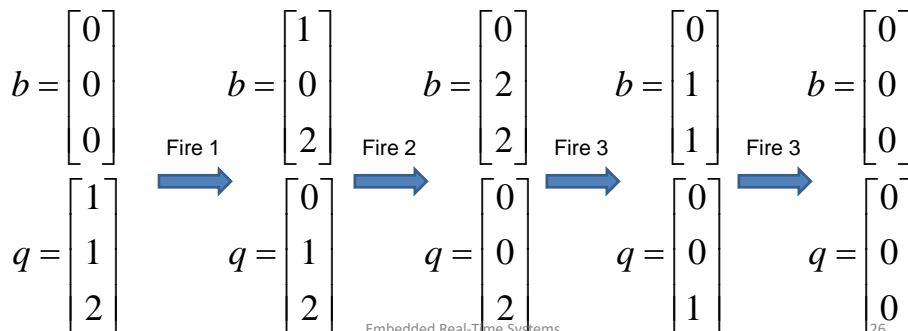 b = [0 0 0] b = [1 0 2] b = [0 2 2] b = [0 1 1] b = [0 0 0]
Fire 1 Fire 2 Fire 3 Fire 3
q = [1 1 2] q = [0 1 2] q = [0 0 2] q = [0 0 1] q = [0 0 0]
Embedded Real-Time Systems 26